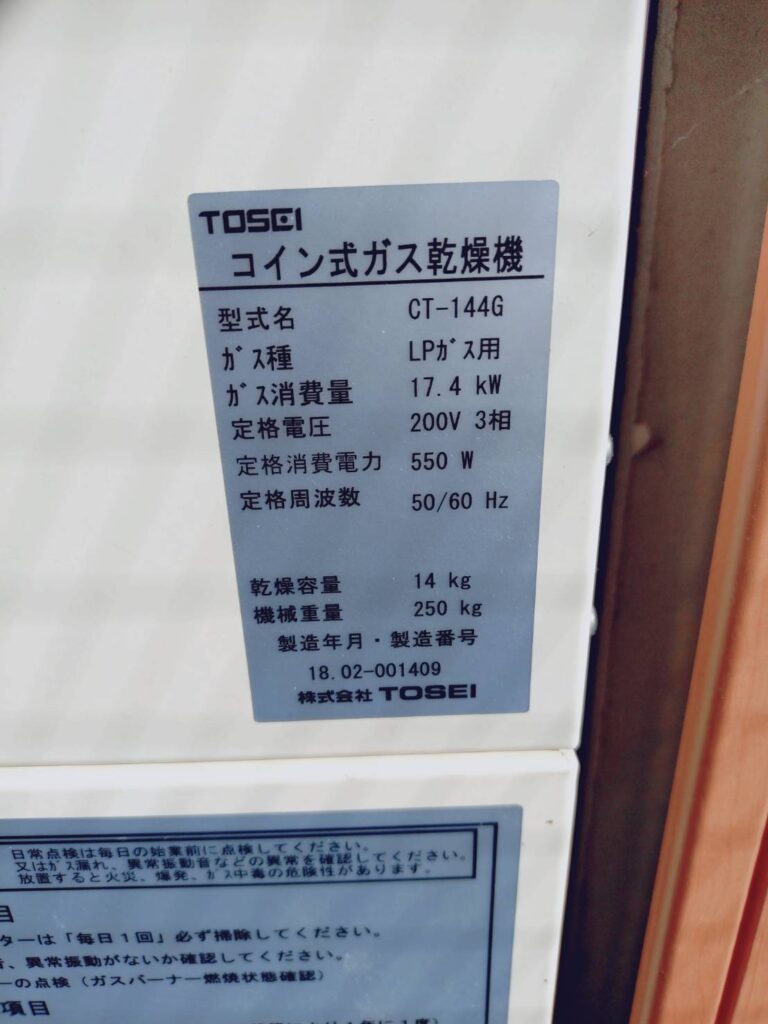 TOSEI
コイン式ガス乾燥機
型式名 CT-144G
ｶﾞｽ種 LPｶﾞｽ用
ｶﾞｽ消費量 17.4 kW
定格電圧 200V 3相
定格消費電力 550 W
定格周波数 50/60 Hz
乾燥容量 14 kg
機械重量 250 kg
製造年月・製造番号
18.02-001409
株式会社 TOSEI
日常点検は毎日の始業前に点検してください。
又はｶﾞｽ漏れ、異常振動音などの異常を確認してください。
放置すると火災、爆発、ｶﾞｽ中毒の危険性があります。
目
ターは「毎日1回」必ず掃除してください。
、異常振動がないか確認してください。
ーの点検（ガスバーナー燃焼状態確認）
項目